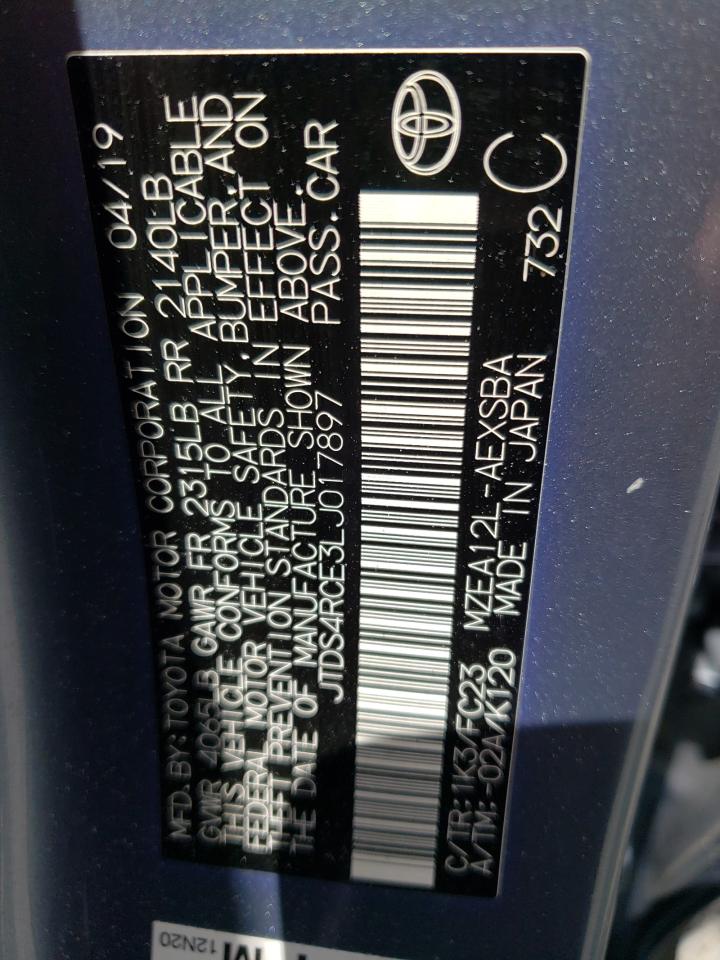 MFD. BY: TOYOTA MOTOR CORPORATION 04/19
GVWR 4065LB GAWR FR 2315LB RR 2140LB
THIS VEHICLE CONFORMS TO ALL APPLICABLE
FEDERAL MOTOR VEHICLE SAFETY, BUMPER, AND
THEFT PREVENTION STANDARDS IN EFFECT ON
THE DATE OF MANUFACTURE SHOWN ABOVE.
JTDS4RCE3LJ017897 PASS. CAR
C/TR: 1K3/FC23 MZEA12L-AEXSBA 732 C
A/TM: -02A/K120 MADE IN JAPAN
12N20